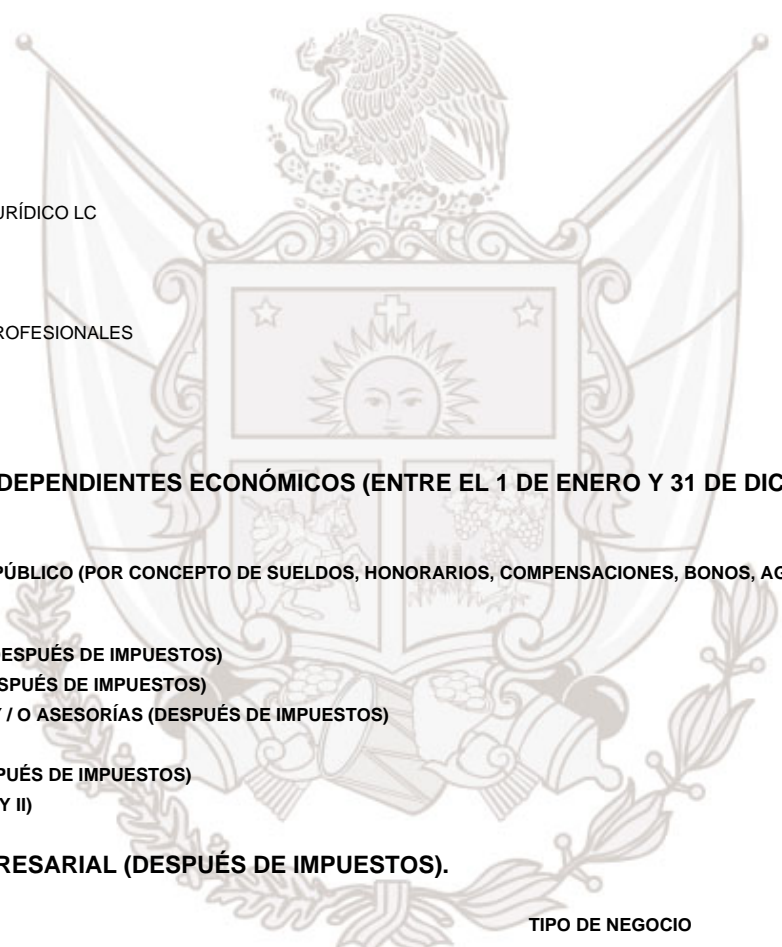 URÍDICO LC
ROFESIONALES
DEPENDIENTES ECONÓMICOS (ENTRE EL 1 DE ENERO Y 31 DE DIC
PÚBLICO (POR CONCEPTO DE SUELDOS, HONORARIOS, COMPENSACIONES, BONOS, AG
DESPUÉS DE IMPUESTOS)
SPUÉS DE IMPUESTOS)
Y / O ASESORÍAS (DESPUÉS DE IMPUESTOS)
PUÉS DE IMPUESTOS)
Y II)
RESARIAL (DESPUÉS DE IMPUESTOS).
TIPO DE NEGOCIO